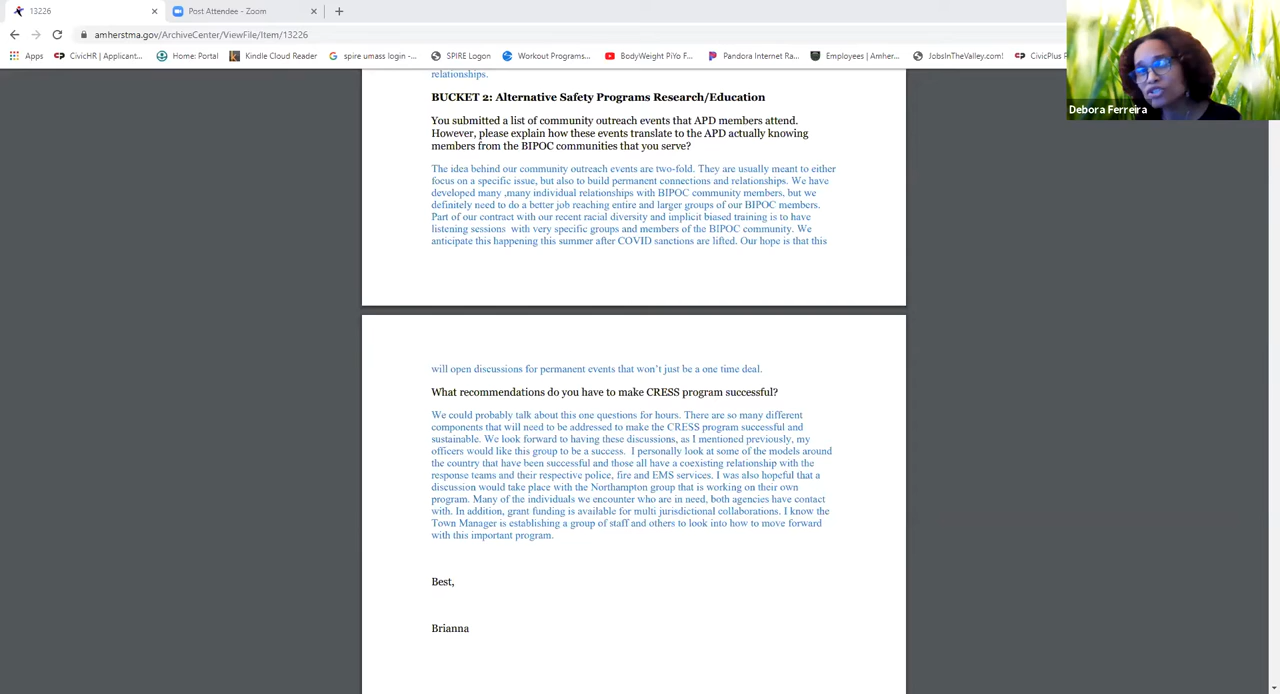 13226
Post Attendee - Zoom
amherstma.gov/ArchiveCenter/ViewFile/Item/13226
Apps
CivicHR | Applicant...
Home: Portal
Kindle Cloud Reader
spire umass login -...
SPIRE Logon
Workout Programs...
BodyWeight PiYo F...
Pandora Internet Ra...
Employees | Amher...
JobsInTheValley.com!
CivicPlus P
Debora Ferreira
relationships.
BUCKET 2: Alternative Safety Programs Research/Education
You submitted a list of community outreach events that APD members attend.
However, please explain how these events translate to the APD actually knowing
members from the BIPOC communities that you serve?
The idea behind our community outreach events are two-fold. They are usually meant to either
focus on a specific issue, but also to build permanent connections and relationships. We have
developed many ,many individual relationships with BIPOC community members, but we
definitely need to do a better job reaching entire and larger groups of our BIPOC members.
Part of our contract with our recent racial diversity and implicit biased training is to have
listening sessions  with very specific groups and members of the BIPOC community. We
anticipate this happening this summer after COVID sanctions are lifted. Our hope is that this
will open discussions for permanent events that won't just be a one time deal.
What recommendations do you have to make CRESS program successful?
We could probably talk about this one questions for hours. There are so many different
components that will need to be addressed to make the CRESS program successful and
sustainable. We look forward to having these discussions, as I mentioned previously, my
officers would like this group to be a success.  I personally look at some of the models around
the country that have been successful and those all have a coexisting relationship with the
response teams and their respective police, fire and EMS services. I was also hopeful that a
discussion would take place with the Northampton group that is working on their own
program. Many of the individuals we encounter who are in need, both agencies have contact
with. In addition, grant funding is available for multi jurisdictional collaborations. I know the
Town Manager is establishing a group of staff and others to look into how to move forward
with this important program.
Best,
Brianna